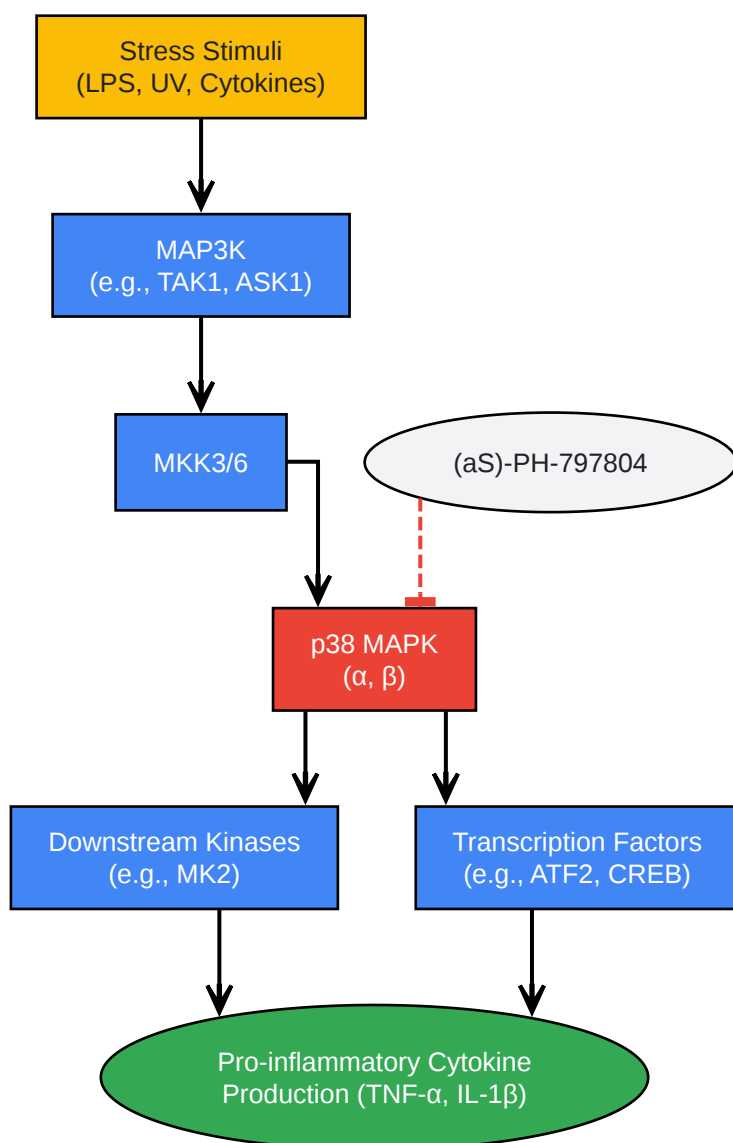 Stress Stimuli
(LPS, UV, Cytokines)
MAP3K
(e.g., TAK1, ASK1)
MKK3/6
(aS)-PH-797804
p38 MAPK
(α, β)
Downstream Kinases
(e.g., MK2)
Transcription Factors
(e.g., ATF2, CREB)
Pro-inflammatory Cytokine
Production (TNF-α, IL-1β)